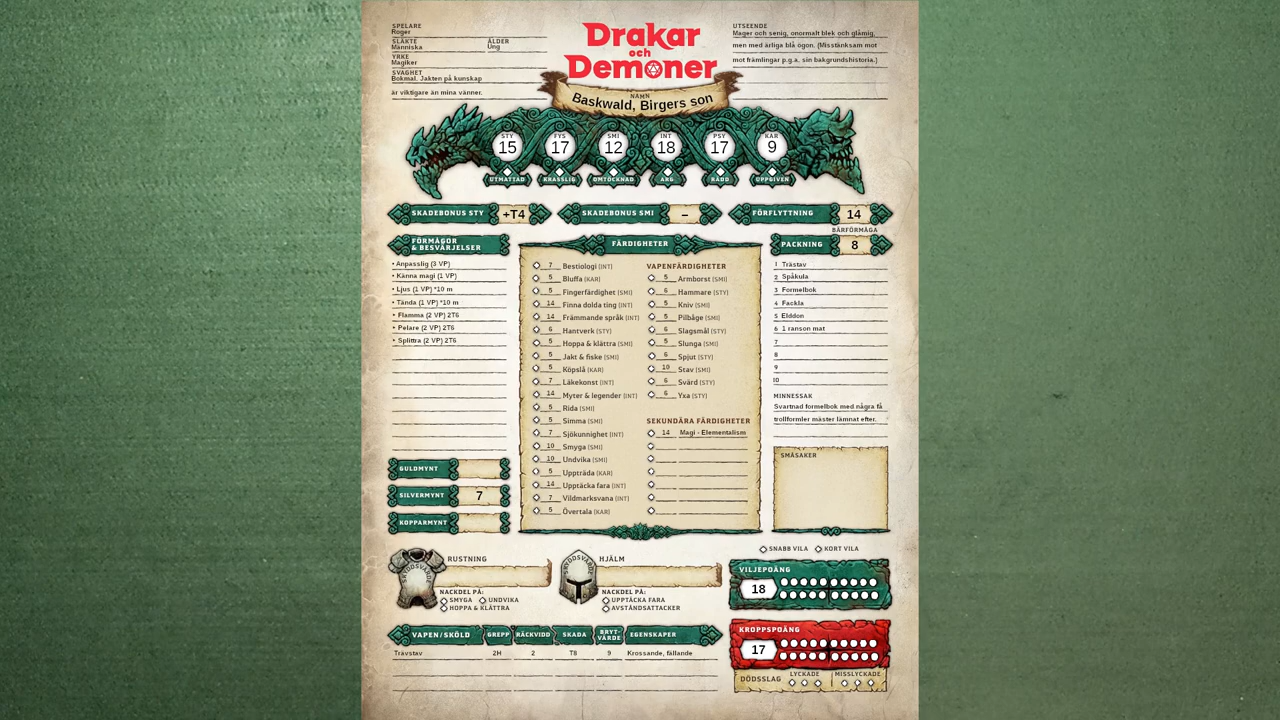 SPELARE
Roger
SLÄKTE
Människa
ÅLDER
Ung
YRKE
Magiker
SVAGHET
Bokmal. Jakten på kunskap
är viktigare än mina vänner.
Drakar
och
Demoner
NAMN
Baskwald, Birgers son
UTSEENDE
Mager och senig, onormalt blek och glåmig,
men med ärliga blå ögon. (Misstänksam mot
mot främlingar p.g.a. sin bakgrundshistoria.)
STY FYS SMI INT PSY KAR
15 17 12 18 17 9
UTMATTAD KRASSLIG OMTÖCKNAD ARG RÄDD UPPGIVEN
SKADEBONUS STY +T4
SKADEBONUS SMI –
FÖRFLYTTNING 14
FÖRMÅGOR
& BESVÄRJELSER
• Anpasslig (3 VP)
• Känna magi (1 VP)
• Ljus (1 VP) *10 m
• Tända (1 VP) *10 m
• Flamma (2 VP) 2T6
• Pelare (2 VP) 2T6
• Splittra (2 VP) 2T6
GULDMYNT
SILVERMYNT 7
KOPPARMYNT
FÄRDIGHETER
7 Bestiologi (INT)
5 Bluffa (KAR)
5 Fingerfärdighet (SMI)
14 Finna dolda ting (INT)
14 Främmande språk (INT)
6 Hantverk (STY)
5 Hoppa & klättra (SMI)
5 Jakt & fiske (SMI)
5 Köpslå (KAR)
7 Läkekonst (INT)
14 Myter & legender (INT)
5 Rida (SMI)
5 Simma (SMI)
7 Sjökunnighet (INT)
10 Smyga (SMI)
10 Undvika (SMI)
5 Uppträda (KAR)
14 Upptäcka fara (INT)
7 Vildmarksvana (INT)
5 Övertala (KAR)
VAPENFÄRDIGHETER
5 Armborst (SMI)
6 Hammare (STY)
5 Kniv (SMI)
5 Pilbåge (SMI)
6 Slagsmål (STY)
5 Slunga (SMI)
6 Spjut (STY)
10 Stav (SMI)
6 Svärd (STY)
6 Yxa (STY)
SEKUNDÄRA FÄRDIGHETER
14 Magi - Elementalism
BÄRFÖRMÅGA
PACKNING 8
1 Trästav
2 Spåkula
3 Formelbok
4 Fackla
5 Elddon
6 1 ranson mat
7
8
9
10
MINNESSAK
Svartnad formelbok med några få
trollformler mäster lämnat efter.
SMÅSAKER
RUSTNING
SKYDDSVÄRDE
NACKDEL PÅ:
SMYGA UNDVIKA
HOPPA & KLÄTTRA
HJÄLM
SKYDDSVÄRDE
NACKDEL PÅ:
UPPTÄCKA FARA
AVSTÅNDSATTACKER
SNABB VILA KORT VILA
VILJEPOÄNG
18
KROPPSPOÄNG
17
DÖDSSLAG LYCKADE MISSLYCKADE
VAPEN/SKÖLD GREPP RÄCKVIDD SKADA BRYT-VÄRDE EGENSKAPER
Trävstav 2H 2 T8 9 Krossande, fällande